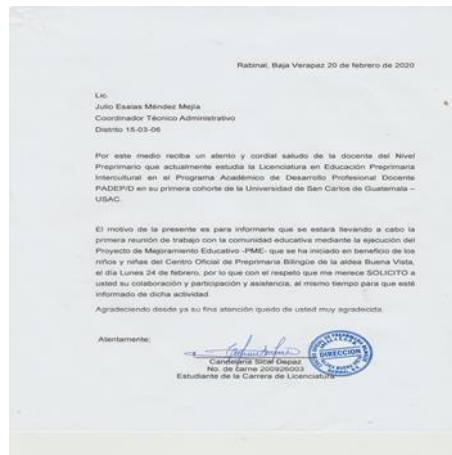 Rabinal, Baja Verapaz 20 de febrero de 2020
Lic.
Julio Esaias Méndez Mejía
Coordinador Técnico Administrativo
Distrito 15-03-06
Por este medio reciba un atento y cordial saludo de la docente del Nivel
Preprimario que actualmente estudia la Licenciatura en Educación Preprimaria
Intercultural en el Programa Académico de Desarrollo Profesional Docente
PADEP/D en su primera cohorte de la Universidad de San Carlos de Guatemala –
USAC.
El motivo de la presente es para informarle que se estará llevando a cabo la
primera reunión de trabajo con la comunidad educativa mediante la ejecución del
Proyecto de Mejoramiento Educativo -PME- que se ha iniciado en beneficio de los
niños y niñas del Centro Oficial de Preprimaria Bilingüe de la aldea Buena Vista,
el día Lunes 24 de febrero, por lo que con el respeto que me merece SOLICITO a
usted su colaboración y participación y asistencia, al mismo tiempo para que esté
informado de dicha actividad.
Agradeciendo desde ya su fina atención quedo de usted muy agradecida.
Atentamente;
DIRECCION
Candelaria Sical Depaz
No. de carne 200926003
Estudiante de la Carrera de Licenciatura